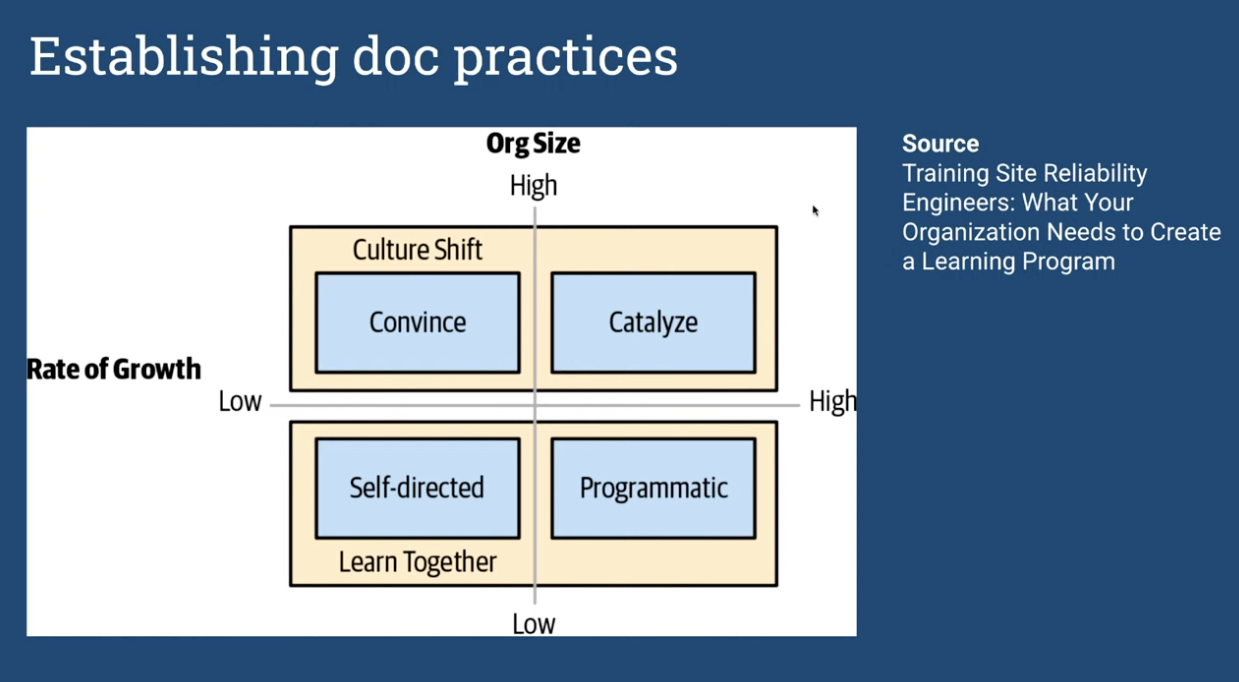 Establishing doc practices
Org Size
High
Culture Shift
Convince
Catalyze
Rate of Growth
Low
High
Self-directed
Programmatic
Learn Together
Low
Source
Training Site Reliability
Engineers: What Your
Organization Needs to Create
a Learning Program